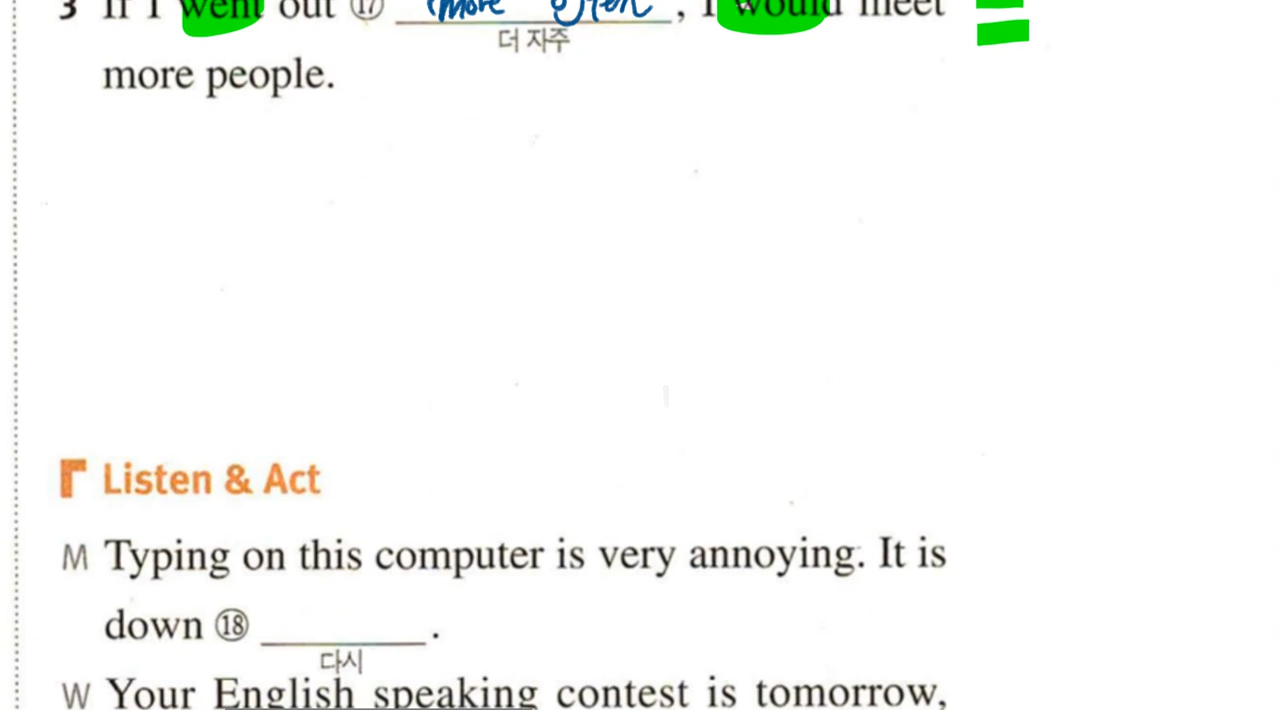 3 If I went out ⑰ more often, I would meet
더 자주
more people.
Listen & Act
M Typing on this computer is very annoying. It is
down ⑱ ________.
다시
W Your English speaking contest is tomorrow,